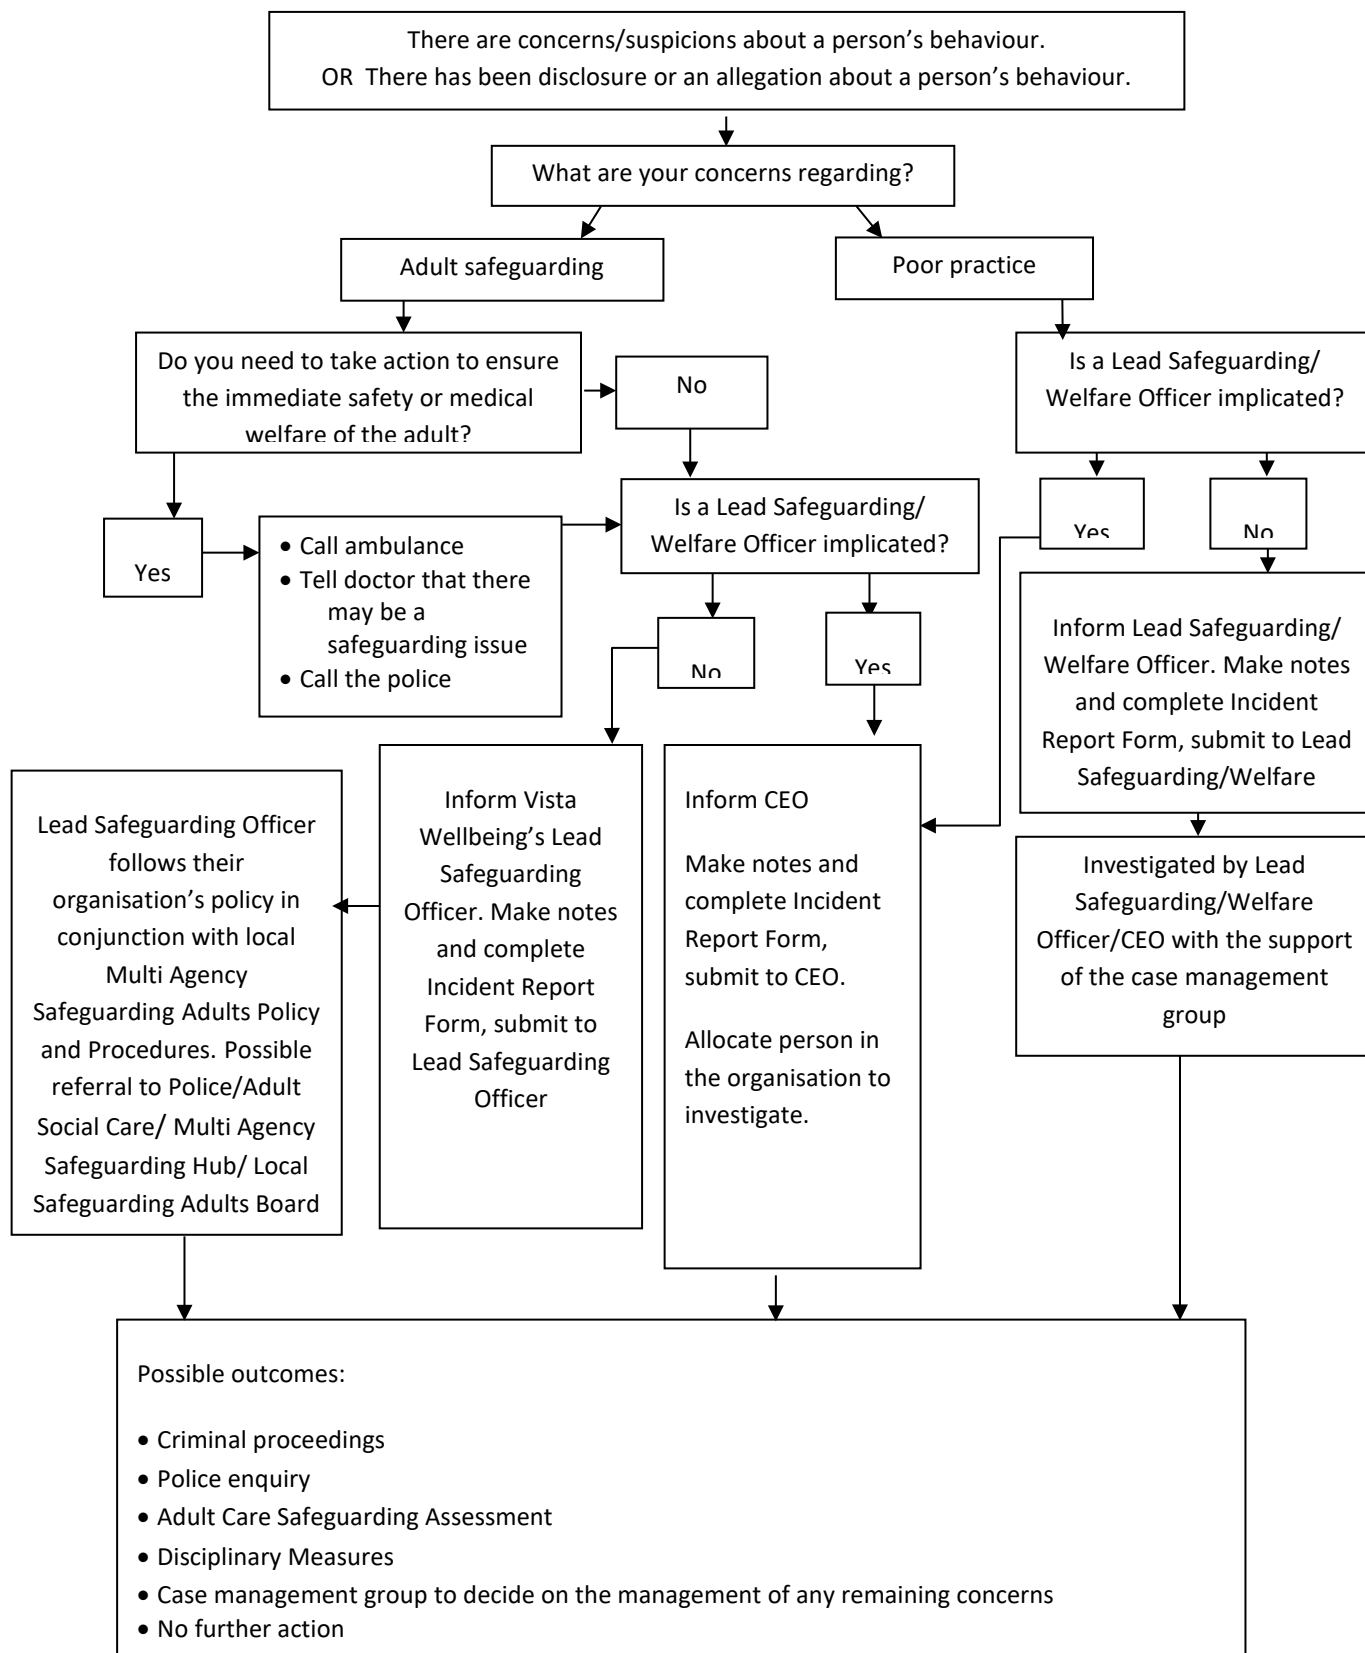 There are concerns/suspicions about a person’s behaviour.
OR  There has been disclosure or an allegation about a person’s behaviour.
What are your concerns regarding?
Adult safeguarding
Poor practice
Do you need to take action to ensure
the immediate safety or medical
welfare of the adult?
No
Is a Lead Safeguarding/
Welfare Officer implicated?
Yes
• Call ambulance
• Tell doctor that there
may be a
safeguarding issue
• Call the police
Is a Lead Safeguarding/
Welfare Officer implicated?
Yes
No
No
Yes
Inform Lead Safeguarding/
Welfare Officer. Make notes
and complete Incident
Report Form, submit to Lead
Safeguarding/Welfare
Lead Safeguarding Officer
follows their
organisation’s policy in
conjunction with local
Multi Agency
Safeguarding Adults Policy
and Procedures. Possible
referral to Police/Adult
Social Care/ Multi Agency
Safeguarding Hub/ Local
Safeguarding Adults Board
Inform Vista
Wellbeing’s Lead
Safeguarding
Officer. Make notes
and complete
Incident Report
Form, submit to
Lead Safeguarding
Officer
Inform CEO
Make notes and
complete Incident
Report Form,
submit to CEO.
Allocate person in
the organisation to
investigate.
Investigated by Lead
Safeguarding/Welfare
Officer/CEO with the support
of the case management
group
Possible outcomes:
• Criminal proceedings
• Police enquiry
• Adult Care Safeguarding Assessment
• Disciplinary Measures
• Case management group to decide on the management of any remaining concerns
• No further action